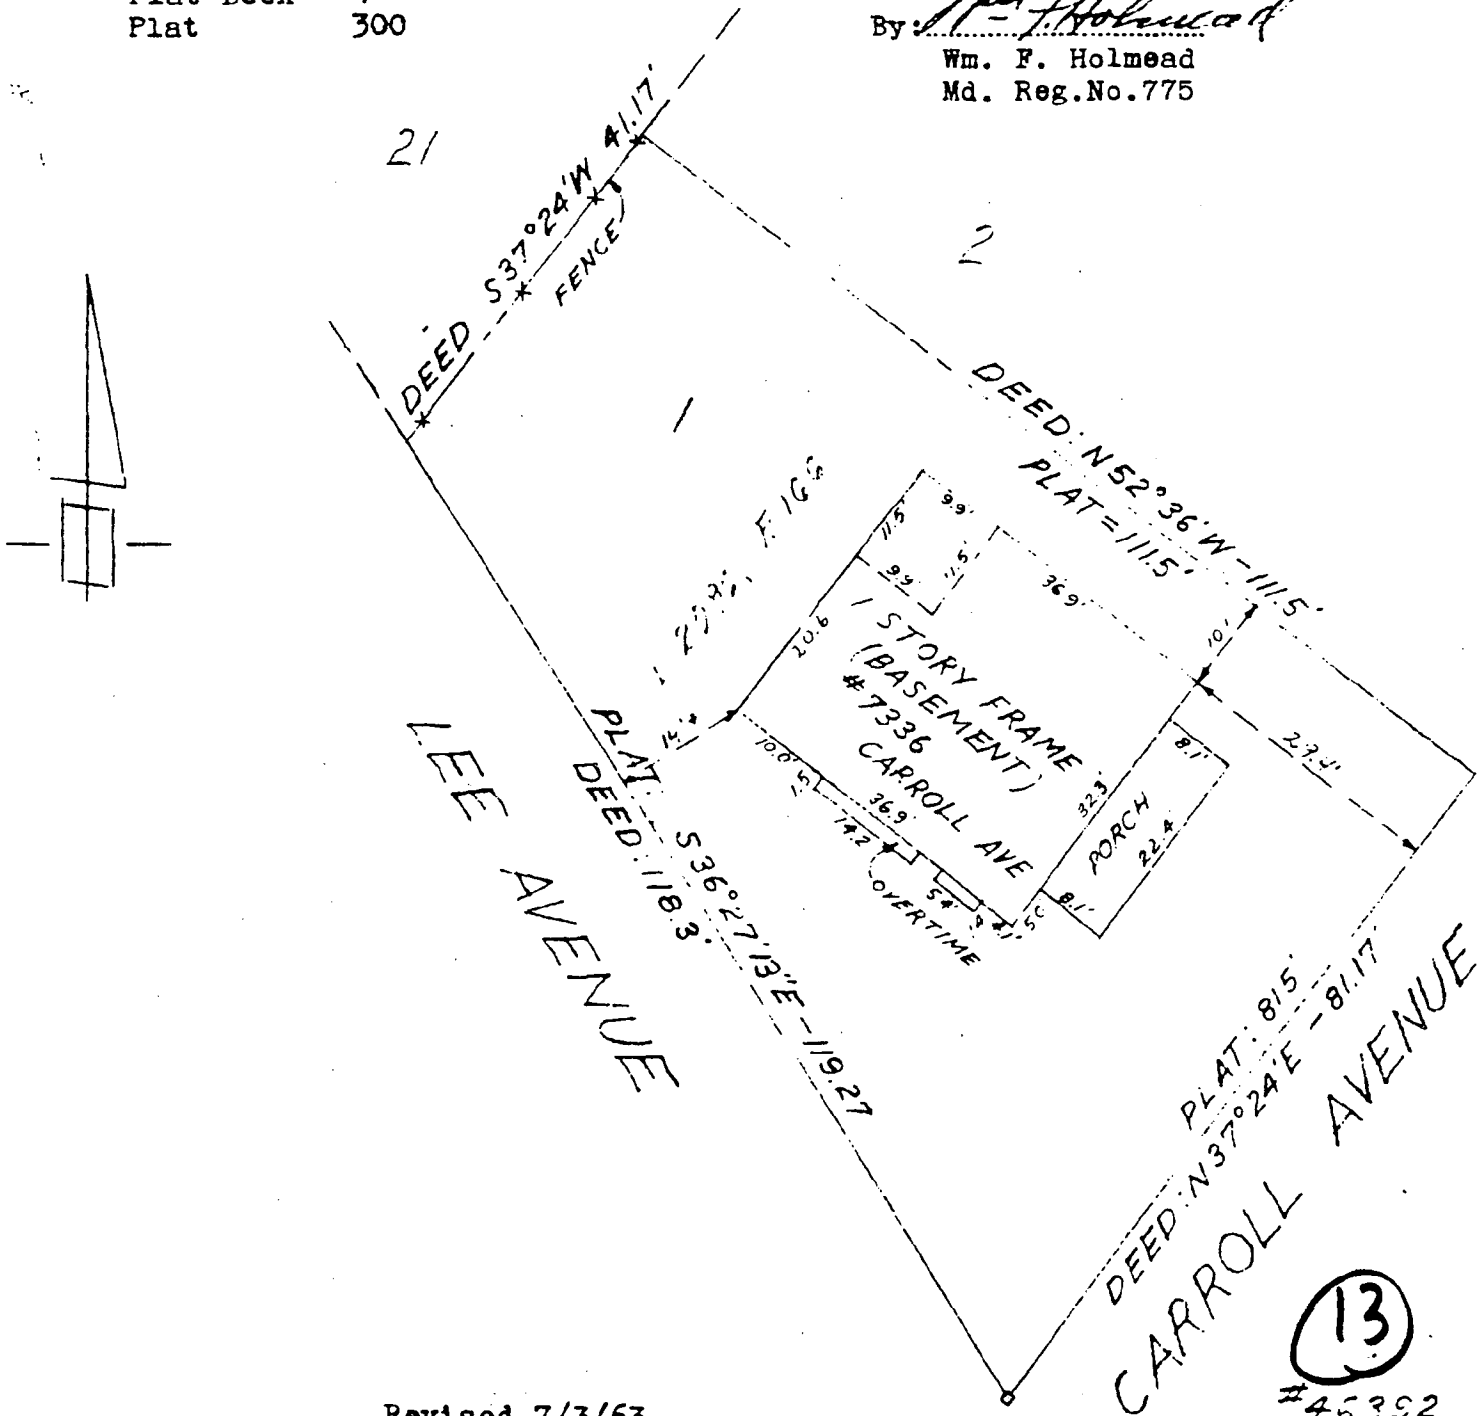 Plat 300
By:
Wm. F. Holmead
Md. Reg.No.775
21
DEED S37°24'W 41.17'
FENCE
2
1
DEED: N52°36'W-111.5'
PLAT=111.5'
9.9'
11.5'
9.9'
11.5'
36.9'
20.6
10'
1 STORY FRAME
(BASEMENT)
#7336
CARROLL AVE
14'±
10.0'
1.5
36.9'
14.2
OVERTIME
5.4'
32.3'
8.1'
PORCH
22.4
8.1'
23.4'
PLAT: S36°27'13"E-119.27
DEED: 118.3'
LEE AVENUE
PLAT: 81.5'
DEED: N37°24'E-81.17'
CARROLL AVENUE
13
Revised 7/3/63